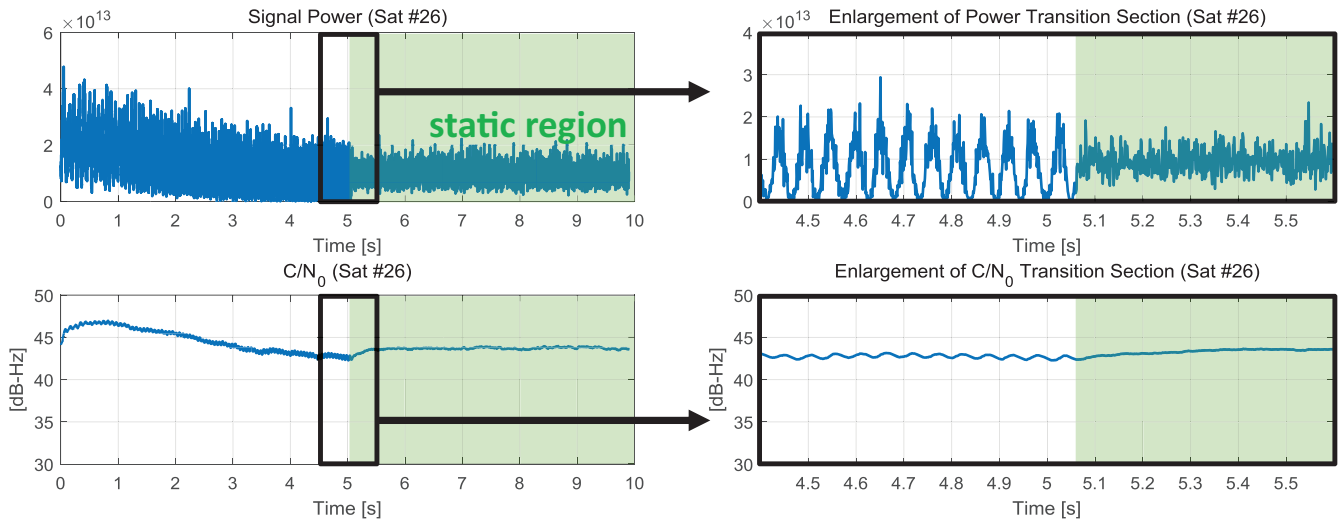 Signal Power (Sat #26)
×10¹³
6
4
2
0
static region
0 1 2 3 4 5 6 7 8 9 10
Time [s]
Enlargement of Power Transition Section (Sat #26)
×10¹³
4
3
2
1
0
4.5 4.6 4.7 4.8 4.9 5 5.1 5.2 5.3 5.4 5.5
Time [s]
C/N₀ (Sat #26)
[dB-Hz]
50
45
40
35
30
0 1 2 3 4 5 6 7 8 9 10
Time [s]
Enlargement of C/N₀ Transition Section (Sat #26)
[dB-Hz]
50
45
40
35
30
4.5 4.6 4.7 4.8 4.9 5 5.1 5.2 5.3 5.4 5.5
Time [s]